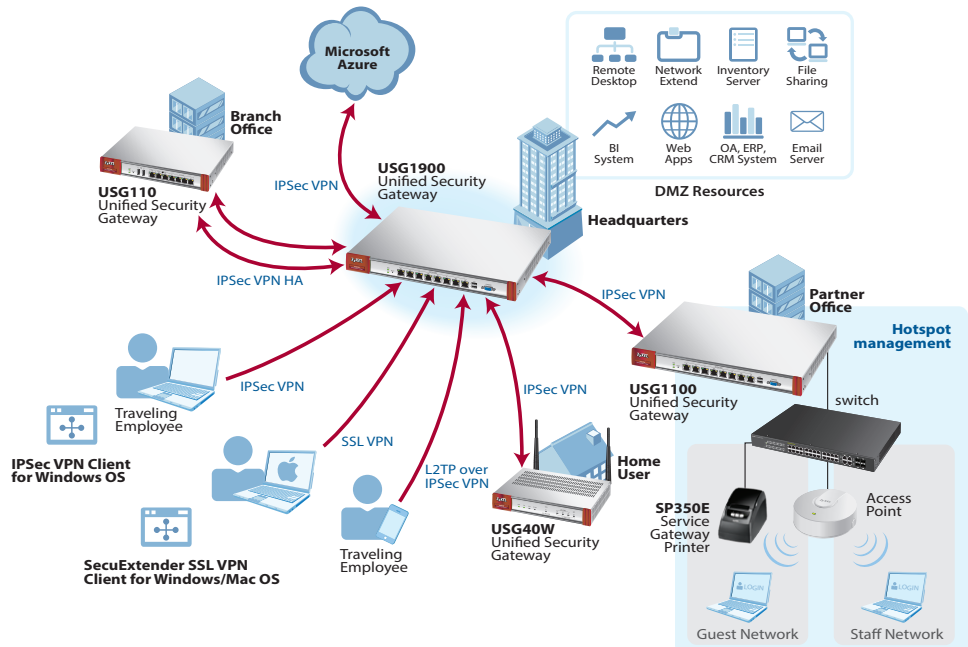 Microsoft
Azure
Remote
Desktop
Network
Extend
Inventory
Server
File
Sharing
BI
System
Web
Apps
OA, ERP,
CRM System
Email
Server
DMZ Resources
Branch
Office
USG110
Unified Security
Gateway
IPSec VPN
USG1900
Unified Security
Gateway
Headquarters
IPSec VPN HA
IPSec VPN
Partner
Office
Hotspot
management
USG1100
Unified Security
Gateway
switch
IPSec VPN
Traveling
Employee
IPSec VPN Client
for Windows OS
SSL VPN
SecuExtender SSL VPN
Client for Windows/Mac OS
L2TP over
IPSec VPN
Traveling
Employee
IPSec VPN
Home
User
USG40W
Unified Security
Gateway
SP350E
Service
Gateway
Printer
Access
Point
LOGIN
Guest Network
LOGIN
Staff Network